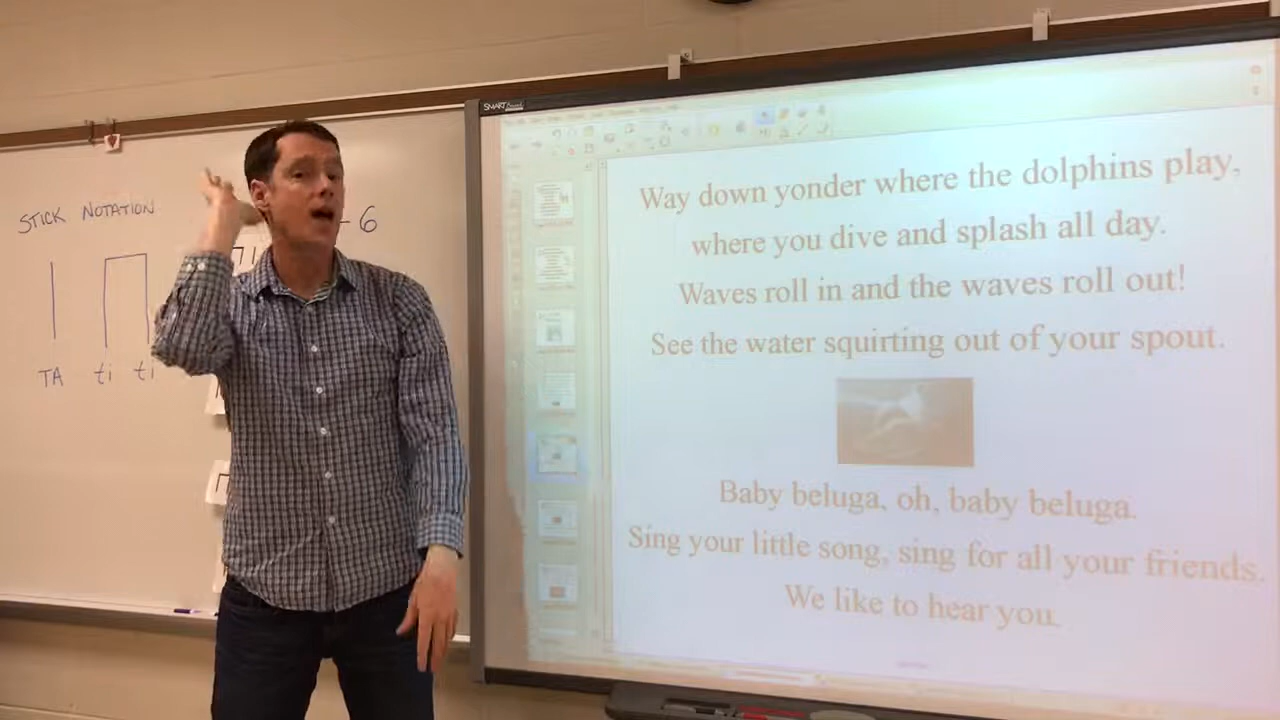 SMART
STICK NOTATION
- 6
TA ti ti
Way down yonder where the dolphins play,
where you dive and splash all day.
Waves roll in and the waves roll out!
See the water squirting out of your spout.
Baby beluga, oh, baby beluga.
Sing your little song, sing for all your friends.
We like to hear you.